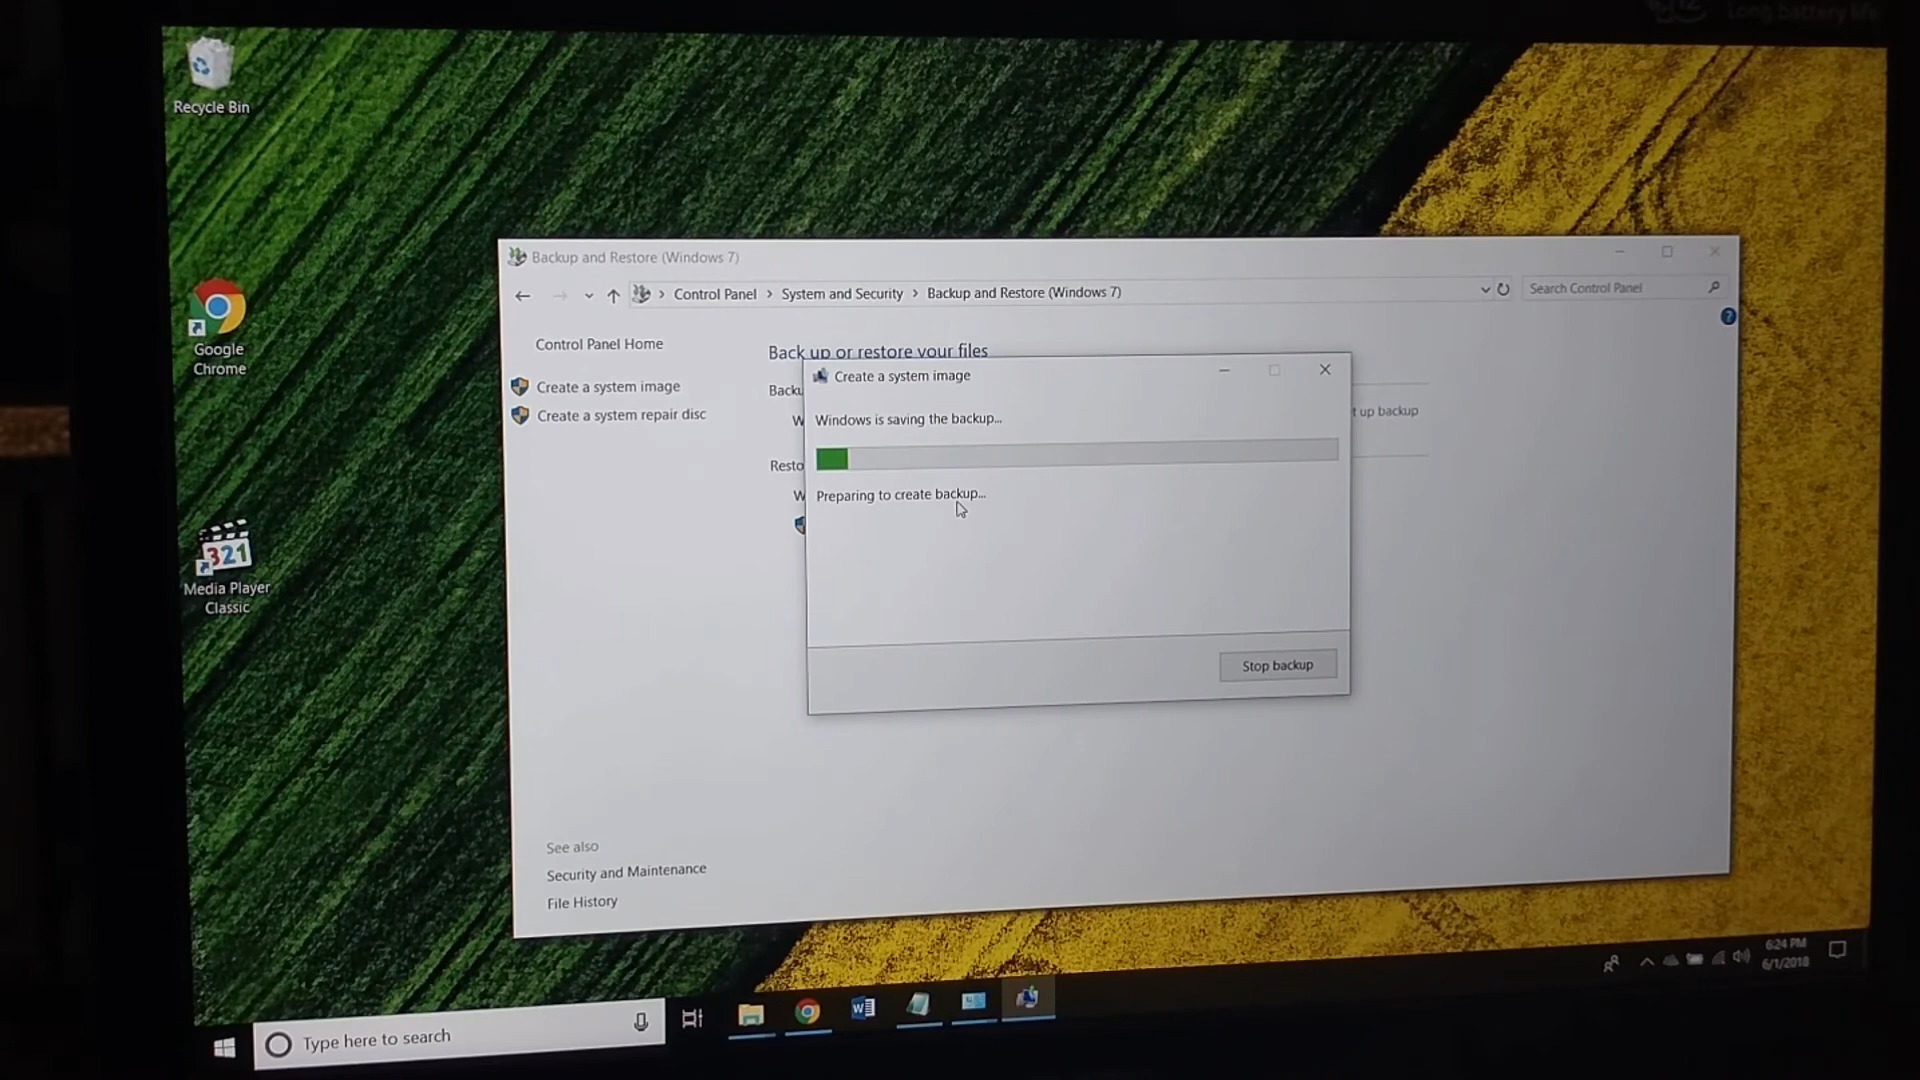 Long battery life
Recycle Bin
Google
Chrome
321
Media Player
Classic
Backup and Restore (Windows 7)
Control Panel
System and Security
Backup and Restore (Windows 7)
Search Control Panel
?
Control Panel Home
Create a system image
Create a system repair disc
Back up or restore your files
Backu
W
t up backup
Resto
W
Create a system image
Windows is saving the backup...
Preparing to create backup...
Stop backup
See also
Security and Maintenance
File History
Type here to search
W
6:24 PM
6/1/2018